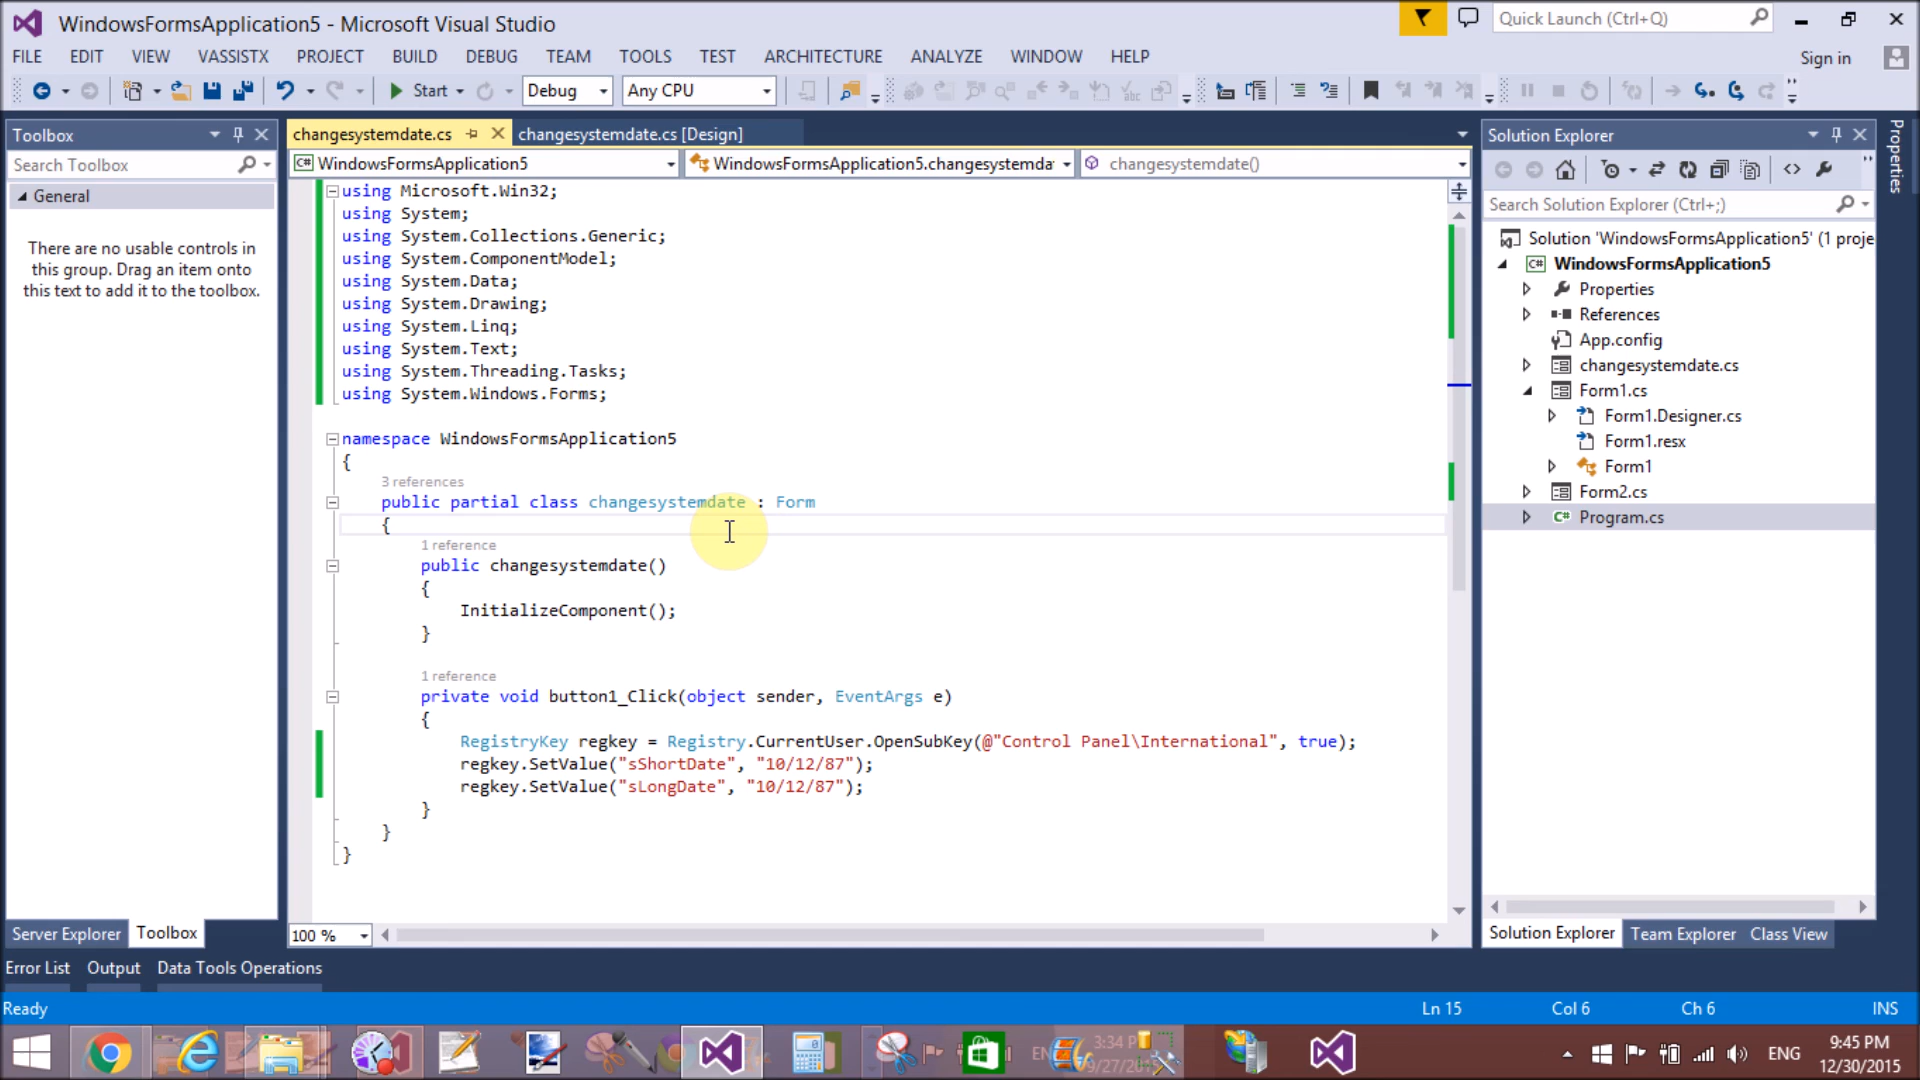 WindowsFormsApplication5 - Microsoft Visual Studio
Quick Launch (Ctrl+Q)
FILE EDIT VIEW VASSISTX PROJECT BUILD DEBUG TEAM TOOLS TEST ARCHITECTURE ANALYZE WINDOW HELP
Sign in
Start Debug Any CPU
Toolbox
Search Toolbox
General
There are no usable controls in
this group. Drag an item onto
this text to add it to the toolbox.
Server Explorer Toolbox
changesystemdate.cs changesystemdate.cs [Design]
C# WindowsFormsApplication5 WindowsFormsApplication5.changesystemda changesystemdate()
using Microsoft.Win32;
using System;
using System.Collections.Generic;
using System.ComponentModel;
using System.Data;
using System.Drawing;
using System.Linq;
using System.Text;
using System.Threading.Tasks;
using System.Windows.Forms;
namespace WindowsFormsApplication5
{
3 references
public partial class changesystemdate : Form
{
1 reference
public changesystemdate()
{
InitializeComponent();
}
1 reference
private void button1_Click(object sender, EventArgs e)
{
RegistryKey regkey = Registry.CurrentUser.OpenSubKey(@"Control Panel\International", true);
regkey.SetValue("sShortDate", "10/12/87");
regkey.SetValue("sLongDate", "10/12/87");
}
}
}
100 %
Solution Explorer
Search Solution Explorer (Ctrl+;)
Solution 'WindowsFormsApplication5' (1 proje
C# WindowsFormsApplication5
Properties
References
App.config
changesystemdate.cs
Form1.cs
Form1.Designer.cs
Form1.resx
Form1
Form2.cs
C# Program.cs
Solution Explorer Team Explorer Class View
Properties
Error List Output Data Tools Operations
Ready Ln 15 Col 6 Ch 6 INS
3:34 P
9/27/20
ENG
9:45 PM
12/30/2015